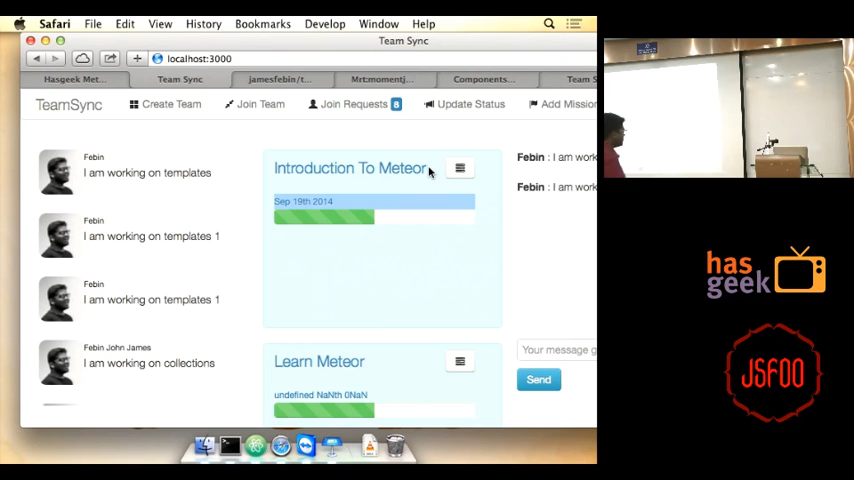 Safari File Edit View History Bookmarks Develop Window Help
Team Sync
localhost:3000
Hasgeek Met... Team Sync jamesfebin/t... Mrt:momentj... Components... Team S
TeamSync Create Team Join Team Join Requests 8 Update Status Add Mission
Febin
I am working on templates
Febin
I am working on templates 1
Febin
I am working on templates 1
Febin John James
I am working on collections
Introduction To Meteor
Sep 19th 2014
Learn Meteor
undefined NaNth 0NaN
Febin : I am work
Febin : I am work
Your message g
Send
has
geek
JSFOO